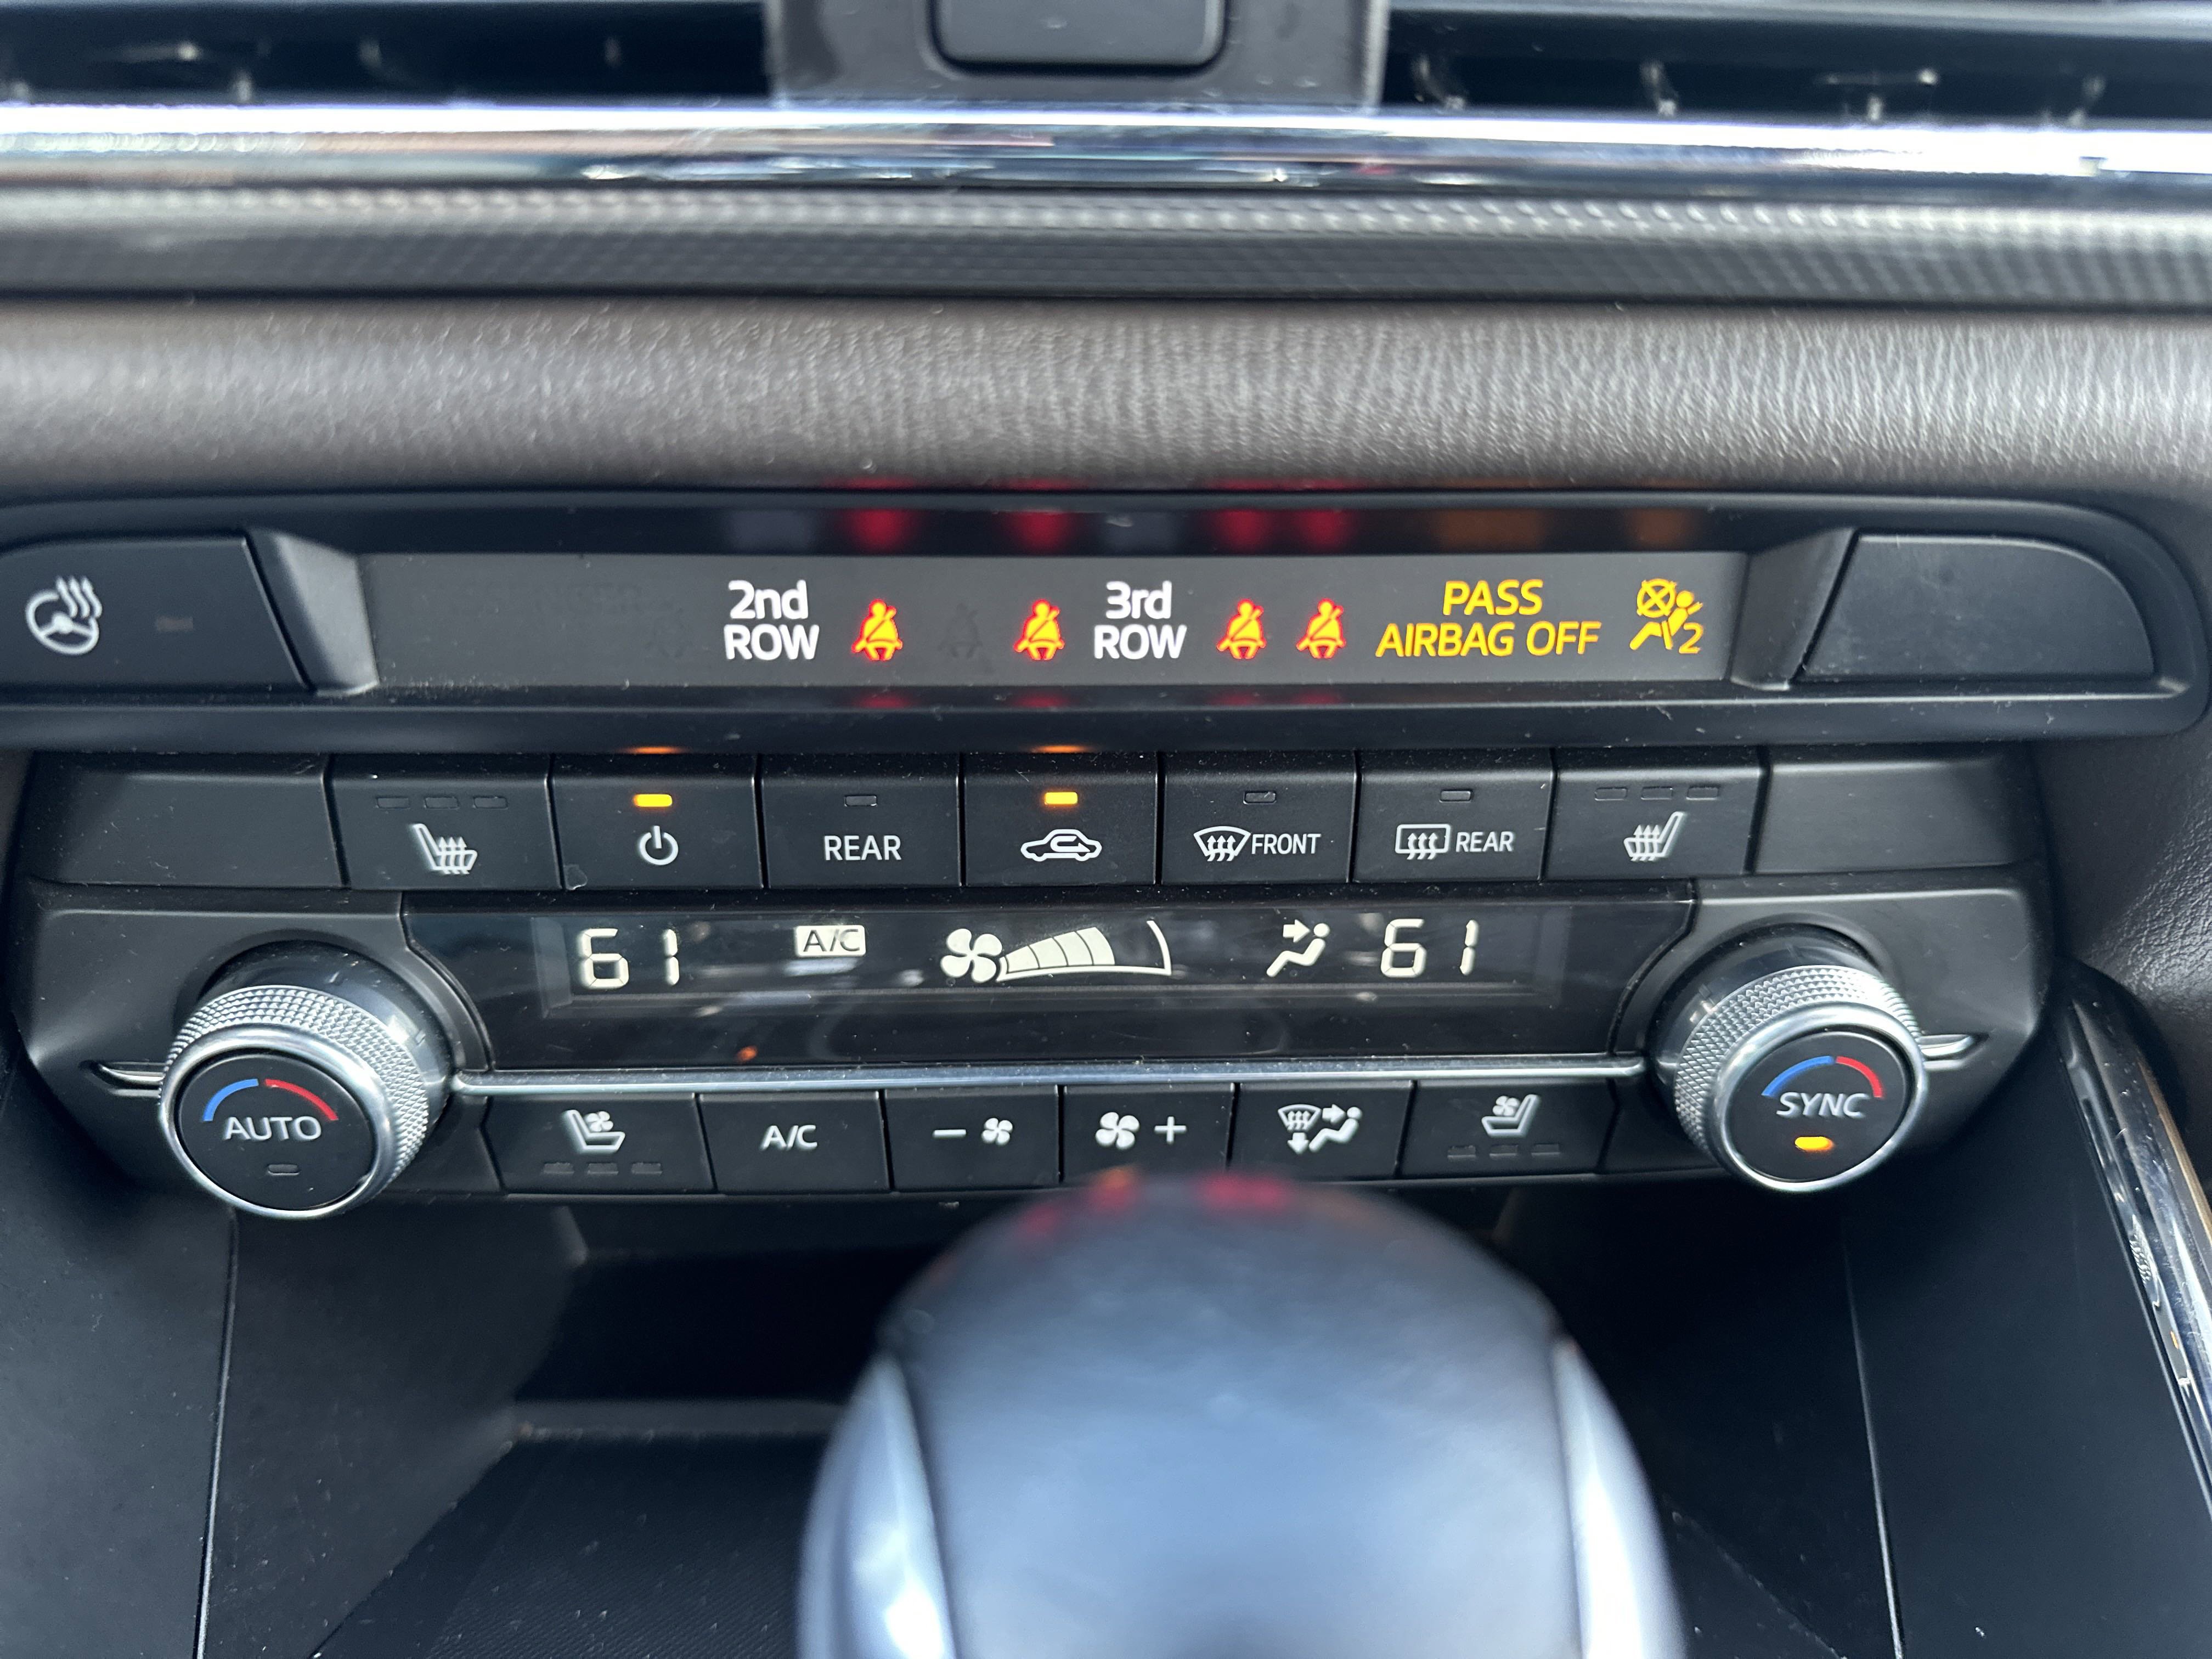 2nd
ROW
3rd
ROW
PASS
AIRBAG OFF
2
REAR
FRONT
REAR
61
A/C
61
AUTO
A/C
SYNC